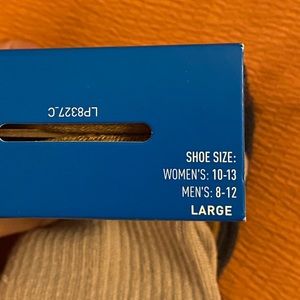 LP8327_C
SHOE SIZE:
WOMEN'S: 10-13
MEN'S: 8-12
LARGE